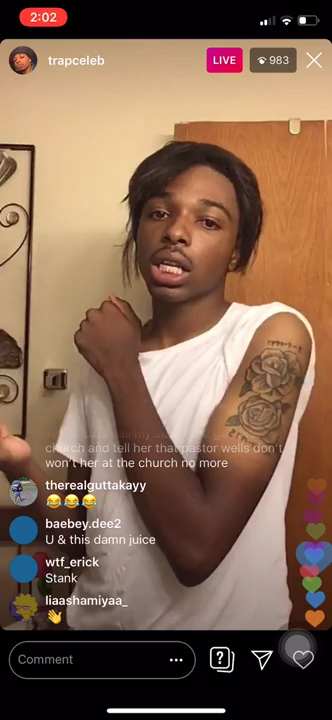 2:02
trapceleb
LIVE
983
church and tell her that pastor wells don't
won't her at the church no more
therealguttakayy
😂😂😂
baebey.dee2
U & this damn juice
wtf_erick
Stank
liaashamiyaa_
👋
Comment